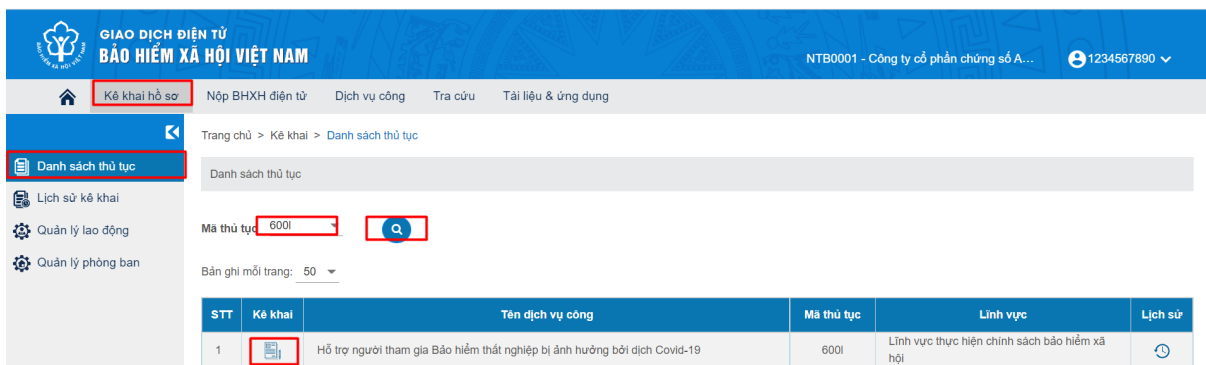 GIAO DỊCH ĐIỆN TỬ
BẢO HIỂM XÃ HỘI VIỆT NAM
BẢO HIỂM XÃ HỘI VIỆT NAM
NTB0001 - Công ty cổ phần chứng số A...
1234567890
Kê khai hồ sơ
Nộp BHXH điện tử
Dịch vụ công
Tra cứu
Tài liệu & ứng dụng
Danh sách thủ tục
Lịch sử kê khai
Quản lý lao động
Quản lý phòng ban
Trang chủ > Kê khai > Danh sách thủ tục
Danh sách thủ tục
Mã thủ tục 600I
Bản ghi mỗi trang: 50
STT Kê khai Tên dịch vụ công Mã thủ tục Lĩnh vực Lịch sử
1 Hỗ trợ người tham gia Bảo hiểm thất nghiệp bị ảnh hưởng bởi dịch Covid-19 600I Lĩnh vực thực hiện chính sách bảo hiểm xã
hội